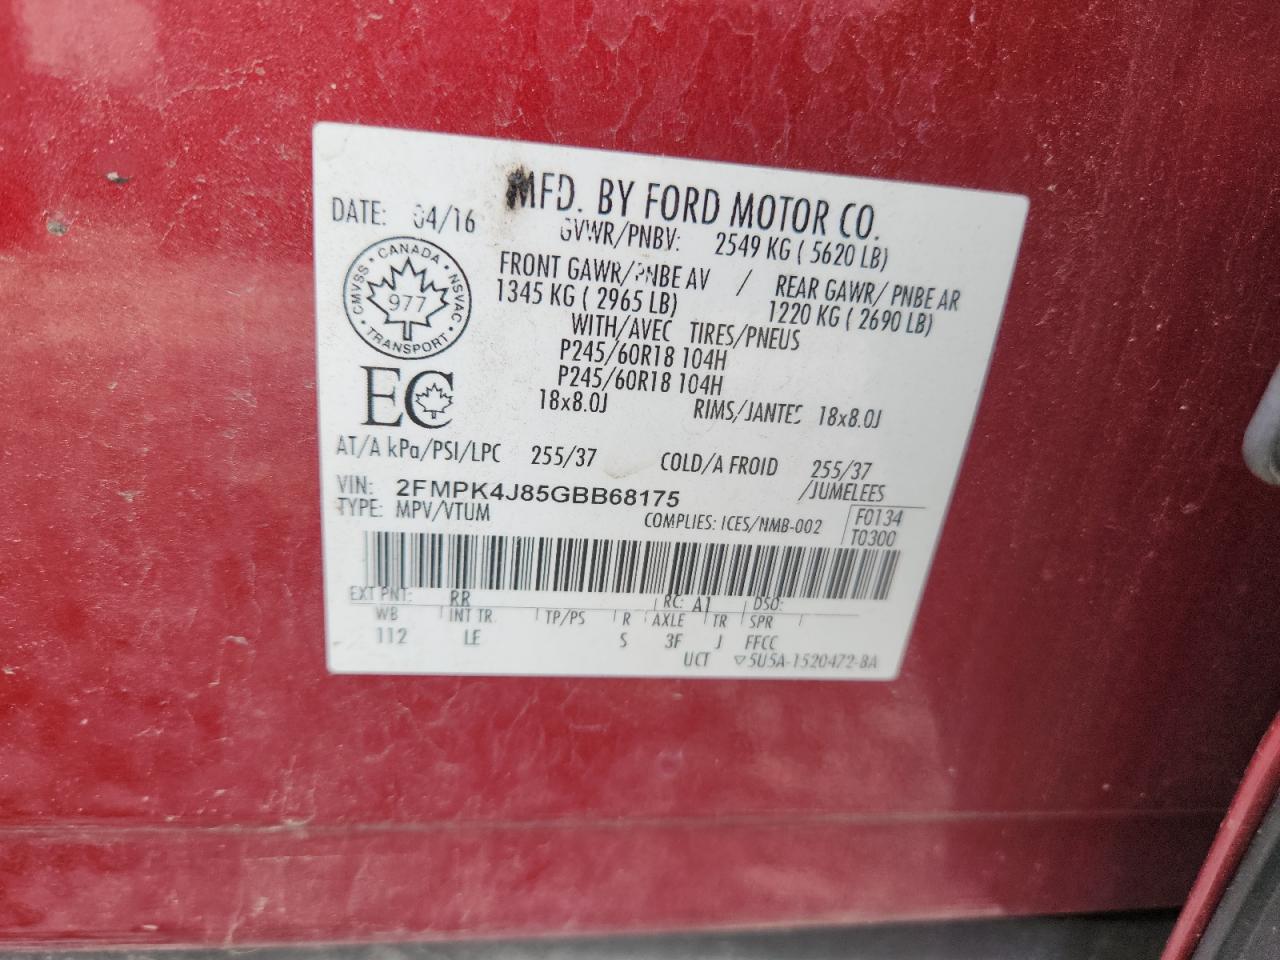 MFD. BY FORD MOTOR CO.
DATE: 04/16
GVWR/PNBV: 2549 KG ( 5620 LB)
CMVSS · CANADA · NSVAC · TRANSPORT ·
977
FRONT GAWR/PNBE AV / REAR GAWR/ PNBE AR
1345 KG ( 2965 LB) 1220 KG ( 2690 LB)
WITH/AVEC TIRES/PNEUS
P245/60R18 104H
P245/60R18 104H
EC
18x8.0J RIMS/JANTES 18x8.0J
AT/A kPa/PSI/LPC 255/37 COLD/A FROID 255/37
/JUMELEES
VIN: 2FMPK4J85GBB68175
TYPE: MPV/VTUM
COMPLIES: ICES/NMB-002
F0134
T0300
EXT PNT: RR RC: A1 DSO:
WB INT TR. TP/PS R AXLE TR SPR
112 LE S 3F J FFCC
UCT ▽5U5A-1520472-BA